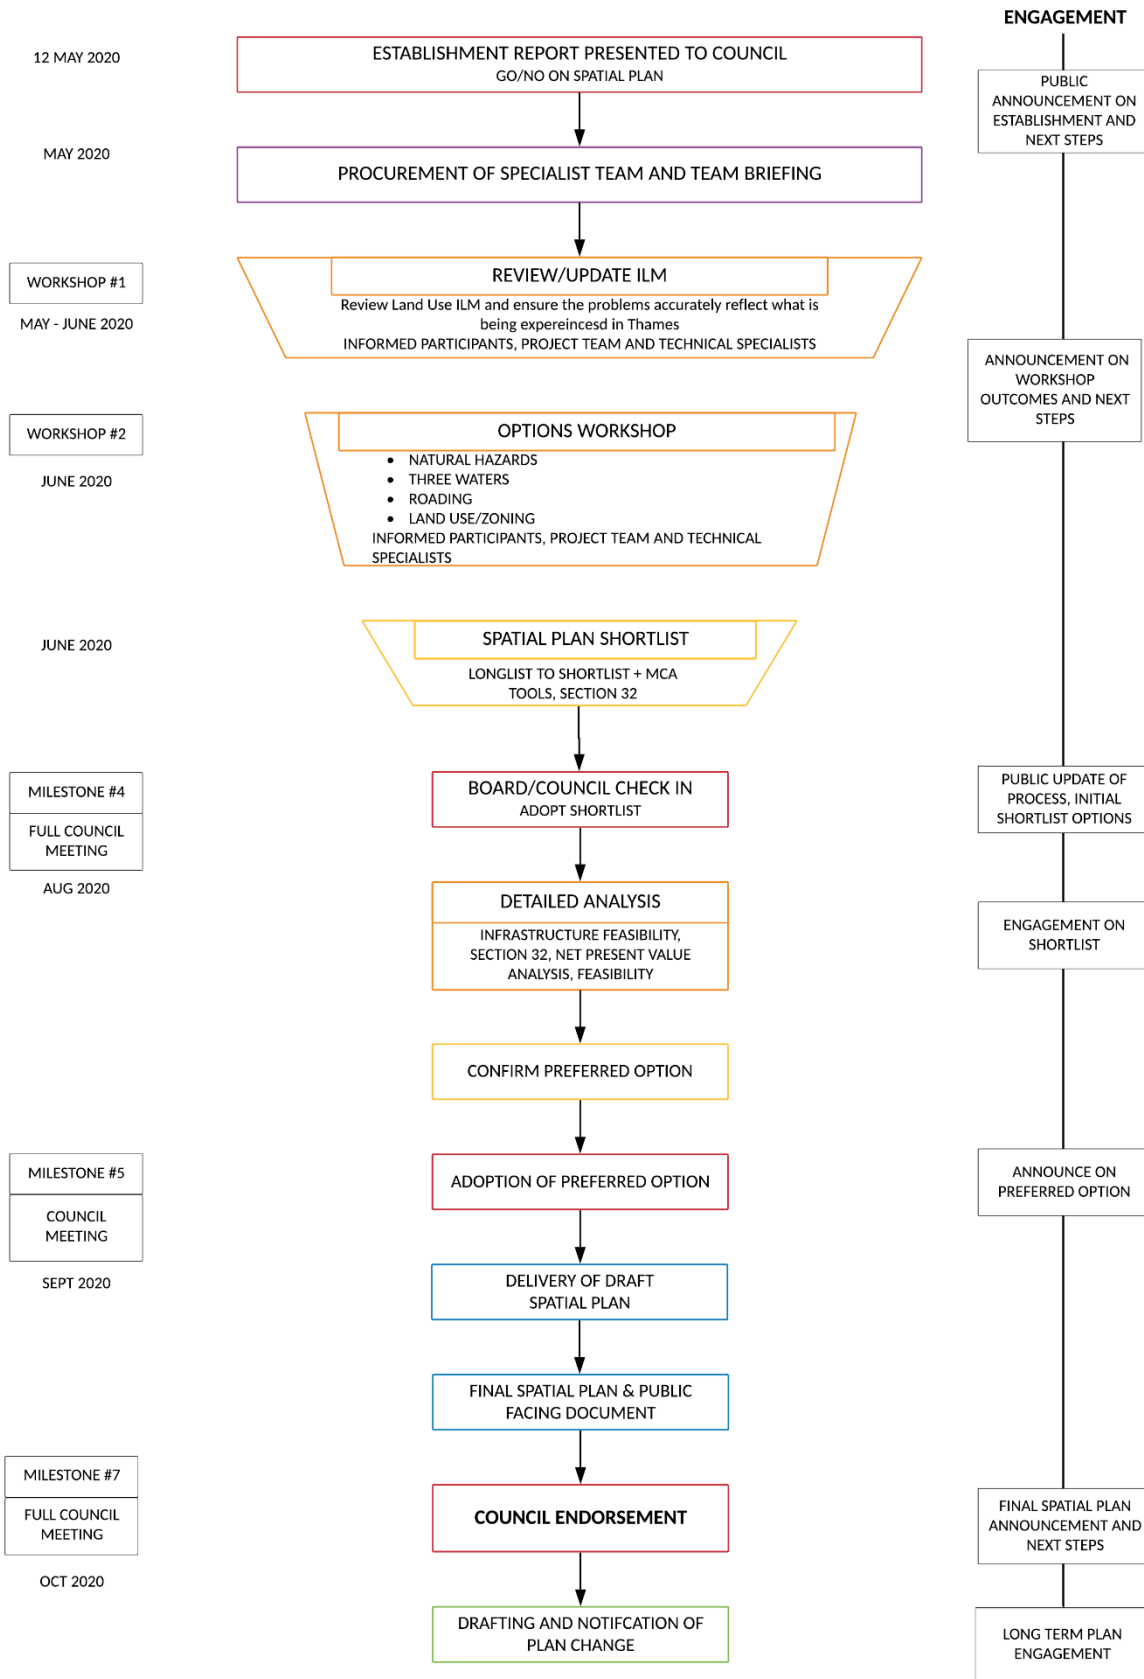 ENGAGEMENT
12 MAY 2020
ESTABLISHMENT REPORT PRESENTED TO COUNCIL
GO/NO ON SPATIAL PLAN
PUBLIC
ANNOUNCEMENT ON
ESTABLISHMENT AND
NEXT STEPS
MAY 2020
PROCUREMENT OF SPECIALIST TEAM AND TEAM BRIEFING
WORKSHOP #1
MAY - JUNE 2020
REVIEW/UPDATE ILM
Review Land Use ILM and ensure the problems accurately reflect what is
being expereincesd in Thames
INFORMED PARTICIPANTS, PROJECT TEAM AND TECHNICAL SPECIALISTS
ANNOUNCEMENT ON
WORKSHOP
OUTCOMES AND NEXT
STEPS
WORKSHOP #2
JUNE 2020
OPTIONS WORKSHOP
• NATURAL HAZARDS
• THREE WATERS
• ROADING
• LAND USE/ZONING
INFORMED PARTICIPANTS, PROJECT TEAM AND TECHNICAL
SPECIALISTS
JUNE 2020
SPATIAL PLAN SHORTLIST
LONGLIST TO SHORTLIST + MCA
TOOLS, SECTION 32
MILESTONE #4
FULL COUNCIL
MEETING
AUG 2020
BOARD/COUNCIL CHECK IN
ADOPT SHORTLIST
PUBLIC UPDATE OF
PROCESS, INITIAL
SHORTLIST OPTIONS
DETAILED ANALYSIS
INFRASTRUCTURE FEASIBILITY,
SECTION 32, NET PRESENT VALUE
ANALYSIS, FEASIBILITY
ENGAGEMENT ON
SHORTLIST
CONFIRM PREFERRED OPTION
MILESTONE #5
COUNCIL
MEETING
SEPT 2020
ADOPTION OF PREFERRED OPTION
ANNOUNCE ON
PREFERRED OPTION
DELIVERY OF DRAFT
SPATIAL PLAN
FINAL SPATIAL PLAN & PUBLIC
FACING DOCUMENT
MILESTONE #7
FULL COUNCIL
MEETING
OCT 2020
COUNCIL ENDORSEMENT
FINAL SPATIAL PLAN
ANNOUNCEMENT AND
NEXT STEPS
DRAFTING AND NOTIFCATION OF
PLAN CHANGE
LONG TERM PLAN
ENGAGEMENT